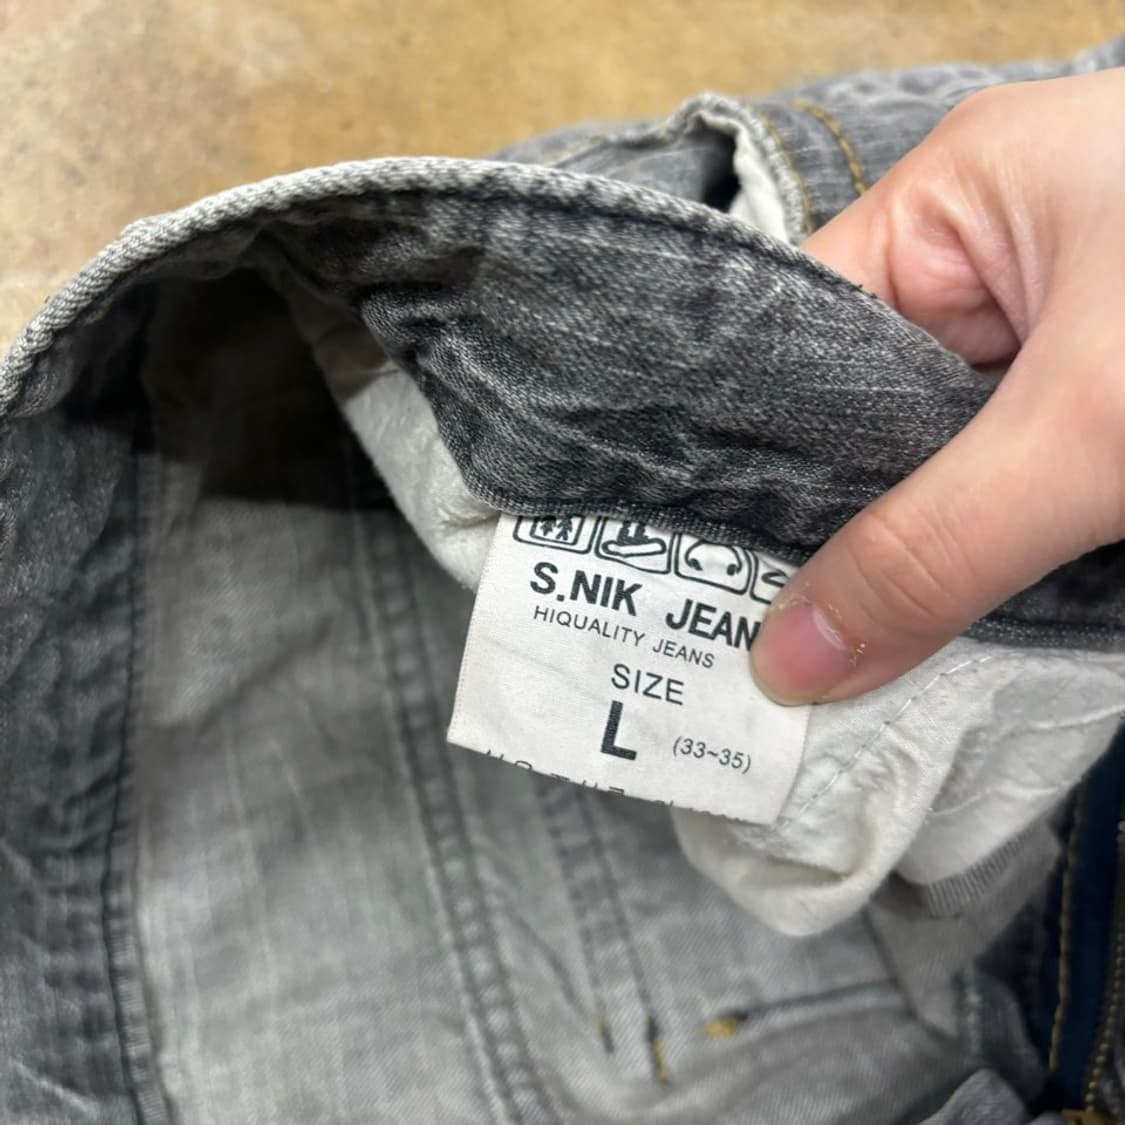 S.NIK JEAN
HIQUALITY JEANS
SIZE
L (33~35)